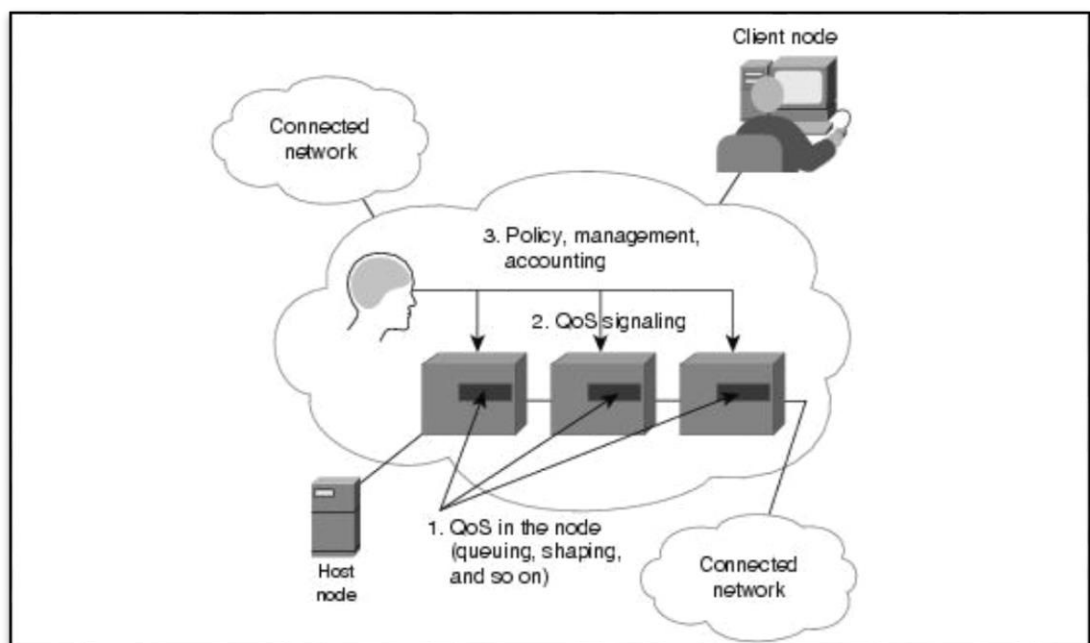 Client node
Connected
network
3. Policy, management,
accounting
2. QoS signaling
1. QoS in the node
(queuing, shaping,
and so on)
Host
node
Connected
network